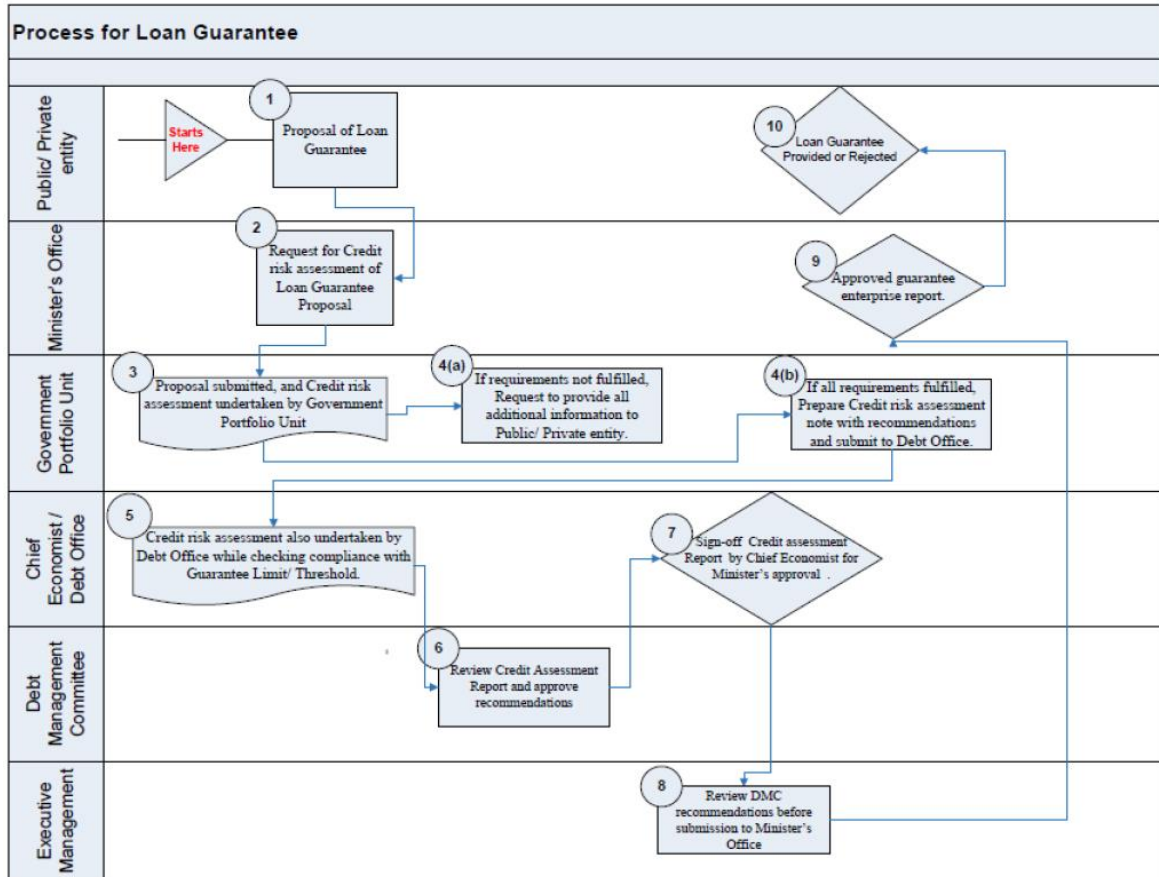 Process for Loan Guarantee
Public/ Private
entity
Starts
Here
1
Proposal of Loan
Guarantee
10
Loan Guarantee
Provided or Rejected
Minister's Office
2
Request for Credit
risk assessment of
Loan Guarantee
Proposal
9
Approved guarantee
enterprise report.
Government
Portfolio Unit
3
Proposal submitted, and Credit risk
assessment undertaken by Government
Portfolio Unit
4(a)
If requirements not fulfilled,
Request to provide all
additional information to
Public/ Private entity.
4(b)
If all requirements fulfilled,
Prepare Credit risk assessment
note with recommendations
and submit to Debt Office.
Chief
Economist /
Debt Office
5
Credit risk assessment also undertaken by
Debt Office while checking compliance with
Guarantee Limit/ Threshold.
7
Sign-off Credit assessment
Report by Chief Economist for
Minister's approval .
Debt
Management
Committee
6
Review Credit Assessment
Report and approve
recommendations
Executive
Management
8
Review DMC
recommendations before
submission to Minister's
Office